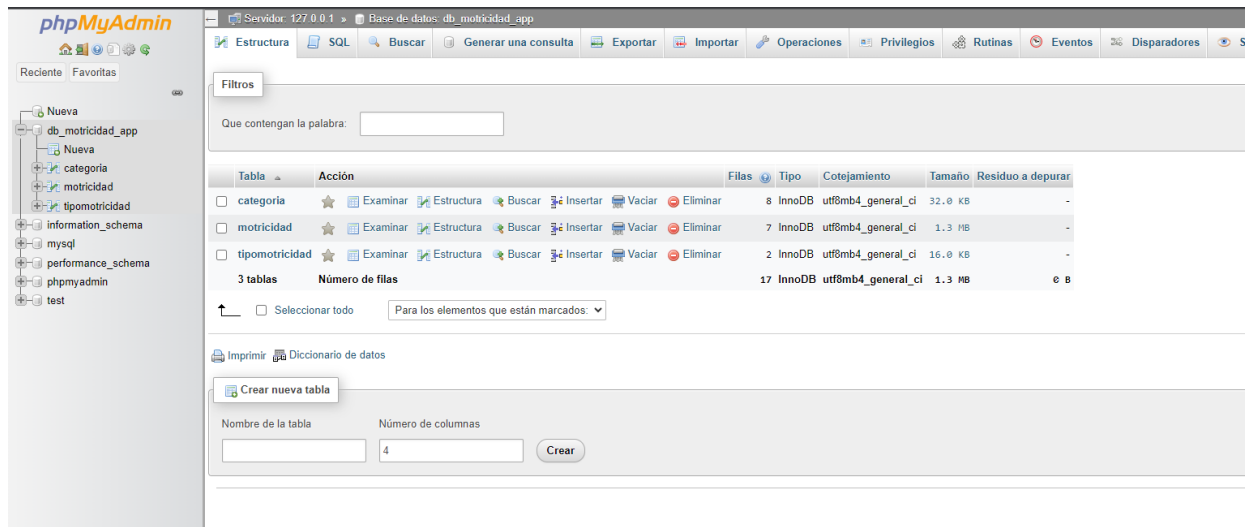 phpMyAdmin
Reciente Favoritas
Nueva
db_motricidad_app
Nueva
categoria
motricidad
tipomotricidad
information_schema
mysql
performance_schema
phpmyadmin
test
Servidor: 127.0.0.1 » Base de datos: db_motricidad_app
Estructura SQL Buscar Generar una consulta Exportar Importar Operaciones Privilegios Rutinas Eventos Disparadores S
Filtros
Que contengan la palabra:
Tabla Acción Filas Tipo Cotejamiento Tamaño Residuo a depurar
categoria Examinar Estructura Buscar Insertar Vaciar Eliminar 8 InnoDB utf8mb4_general_ci 32.0 KB -
motricidad Examinar Estructura Buscar Insertar Vaciar Eliminar 7 InnoDB utf8mb4_general_ci 1.3 MB -
tipomotricidad Examinar Estructura Buscar Insertar Vaciar Eliminar 2 InnoDB utf8mb4_general_ci 16.0 KB -
3 tablas Número de filas 17 InnoDB utf8mb4_general_ci 1.3 MB 0 B
Seleccionar todo Para los elementos que están marcados:
Imprimir Diccionario de datos
Crear nueva tabla
Nombre de la tabla Número de columnas
4 Crear